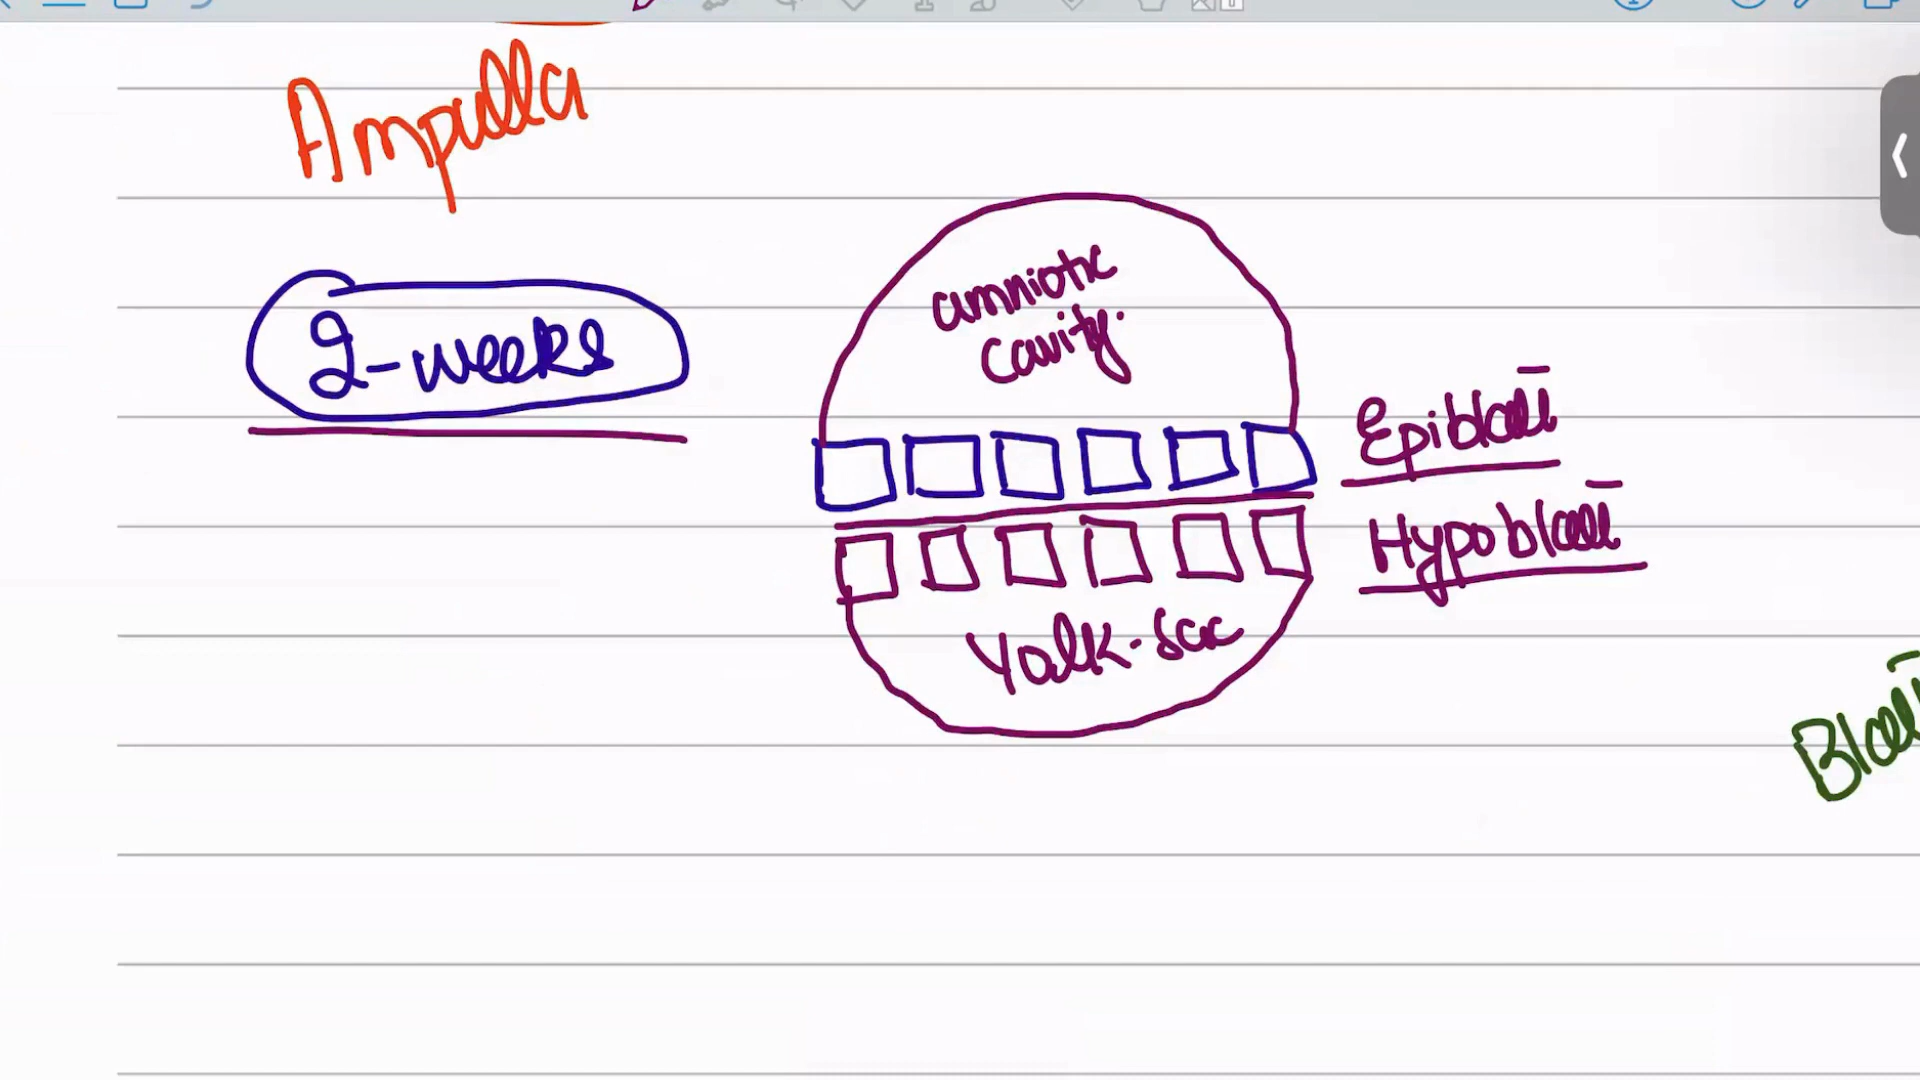 Ampulla
2-weeks
amniotic
cavity.
Epiblast
Hypoblast
Yolk-sac